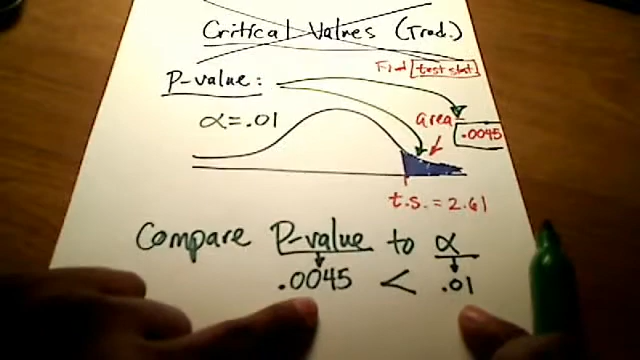 Critical Values (Trad.)
Find test stat
P-value:
α=.01
area
.0045
t.s. = 2.61
Compare P-value to α
.0045 < .01